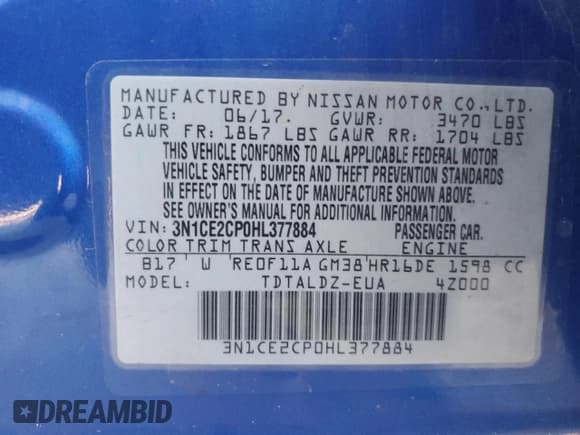 MANUFACTURED BY NISSAN MOTOR CO.,LTD.
DATE: 06/17. GVWR: 3470 LBS
GAWR FR: 1867 LBS GAWR RR: 1704 LBS
THIS VEHICLE CONFORMS TO ALL APPLICABLE FEDERAL MOTOR
VEHICLE SAFETY, BUMPER AND THEFT PREVENTION STANDARDS
IN EFFECT ON THE DATE OF MANUFACTURE SHOWN ABOVE.
SEE OWNER'S MANUAL FOR ADDITIONAL INFORMATION.
VIN: 3N1CE2CP0HL377884 PASSENGER CAR.
COLOR TRIM TRANS AXLE ENGINE
B17 W RE0F11A GM38 HR16DE 1598 CC
MODEL: TDTALDZ-EUA 4Z000
3N1CE2CP0HL377884
DREAMBID